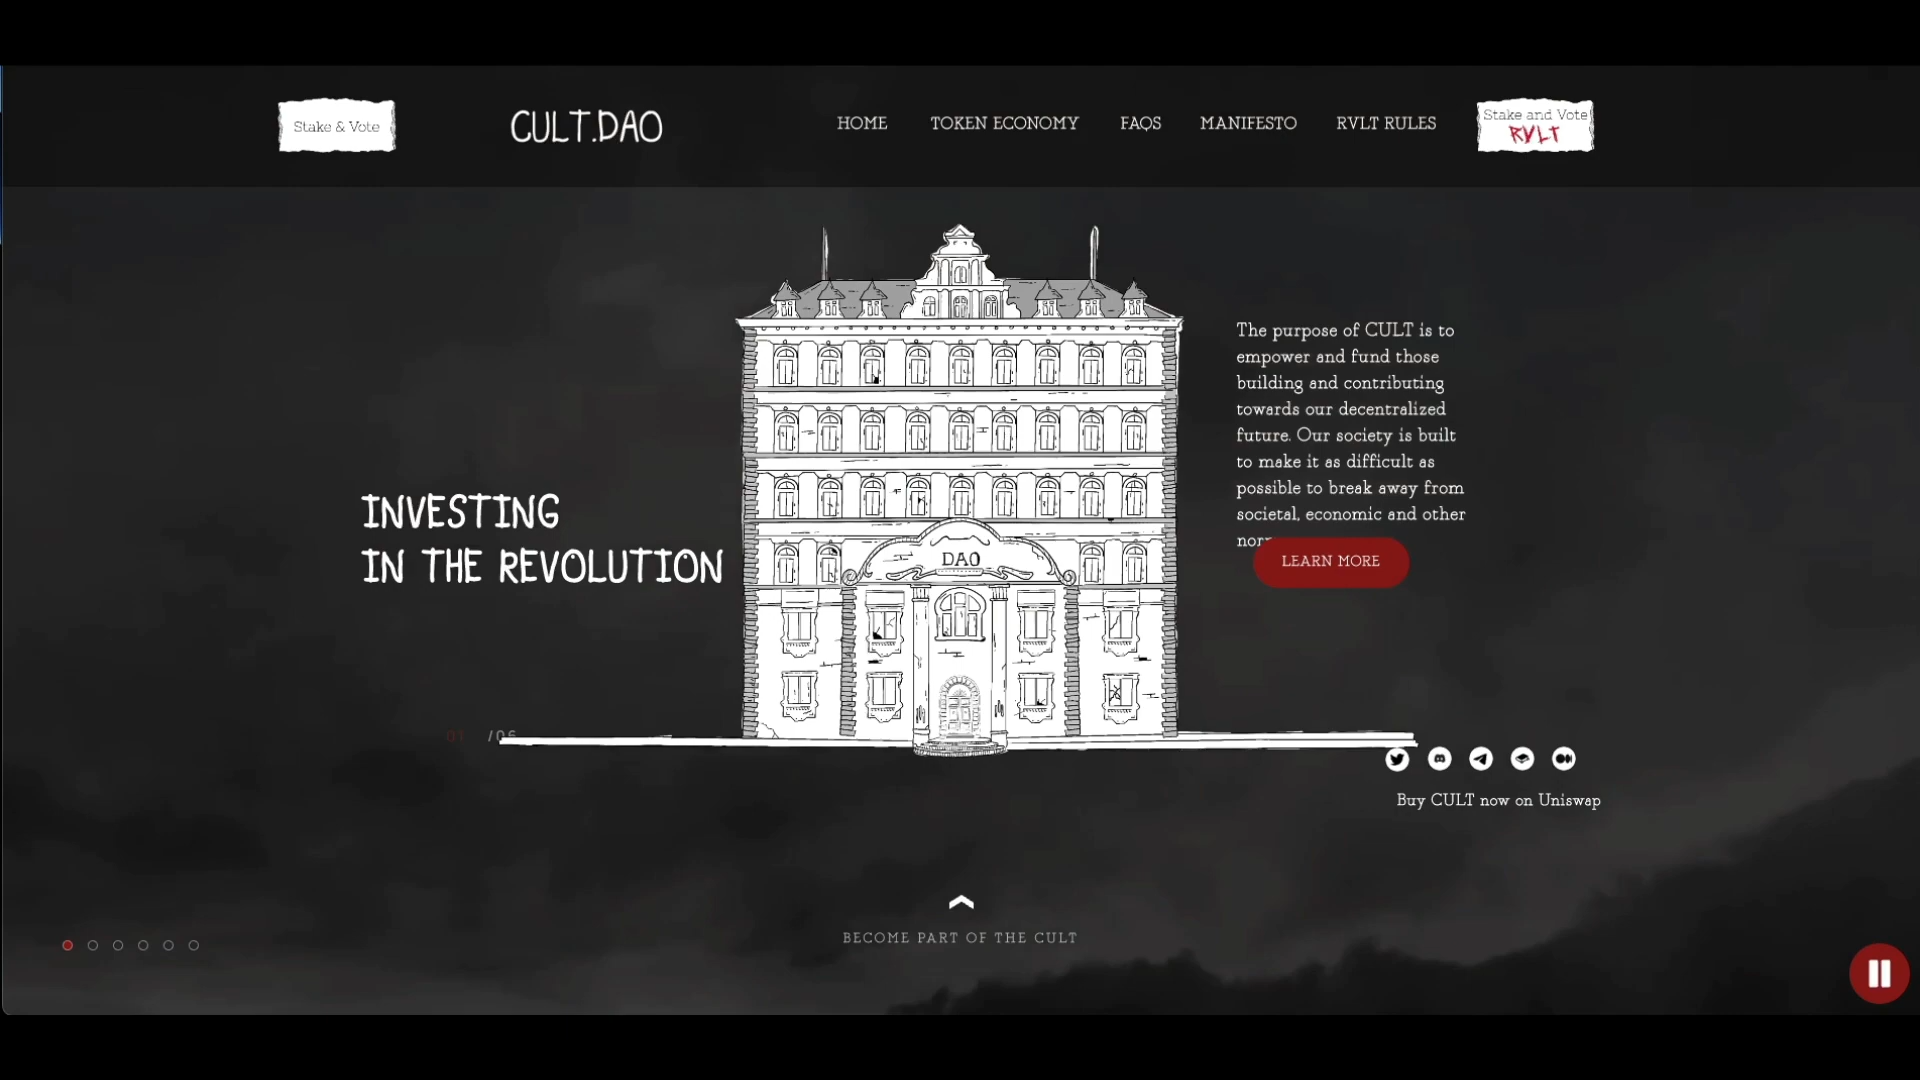 Stake & Vote
CULT.DAO
HOME
TOKEN ECONOMY
FAQS
MANIFESTO
RVLT RULES
Stake and Vote
RVLT
The purpose of CULT is to
empower and fund those
building and contributing
towards our decentralized
future. Our society is built
to make it as difficult as
possible to break away from
societal, economic and other
LEARN MORE
INVESTING
IN THE REVOLUTION
DAO
01 /06
Buy CULT now on Uniswap
BECOME PART OF THE CULT